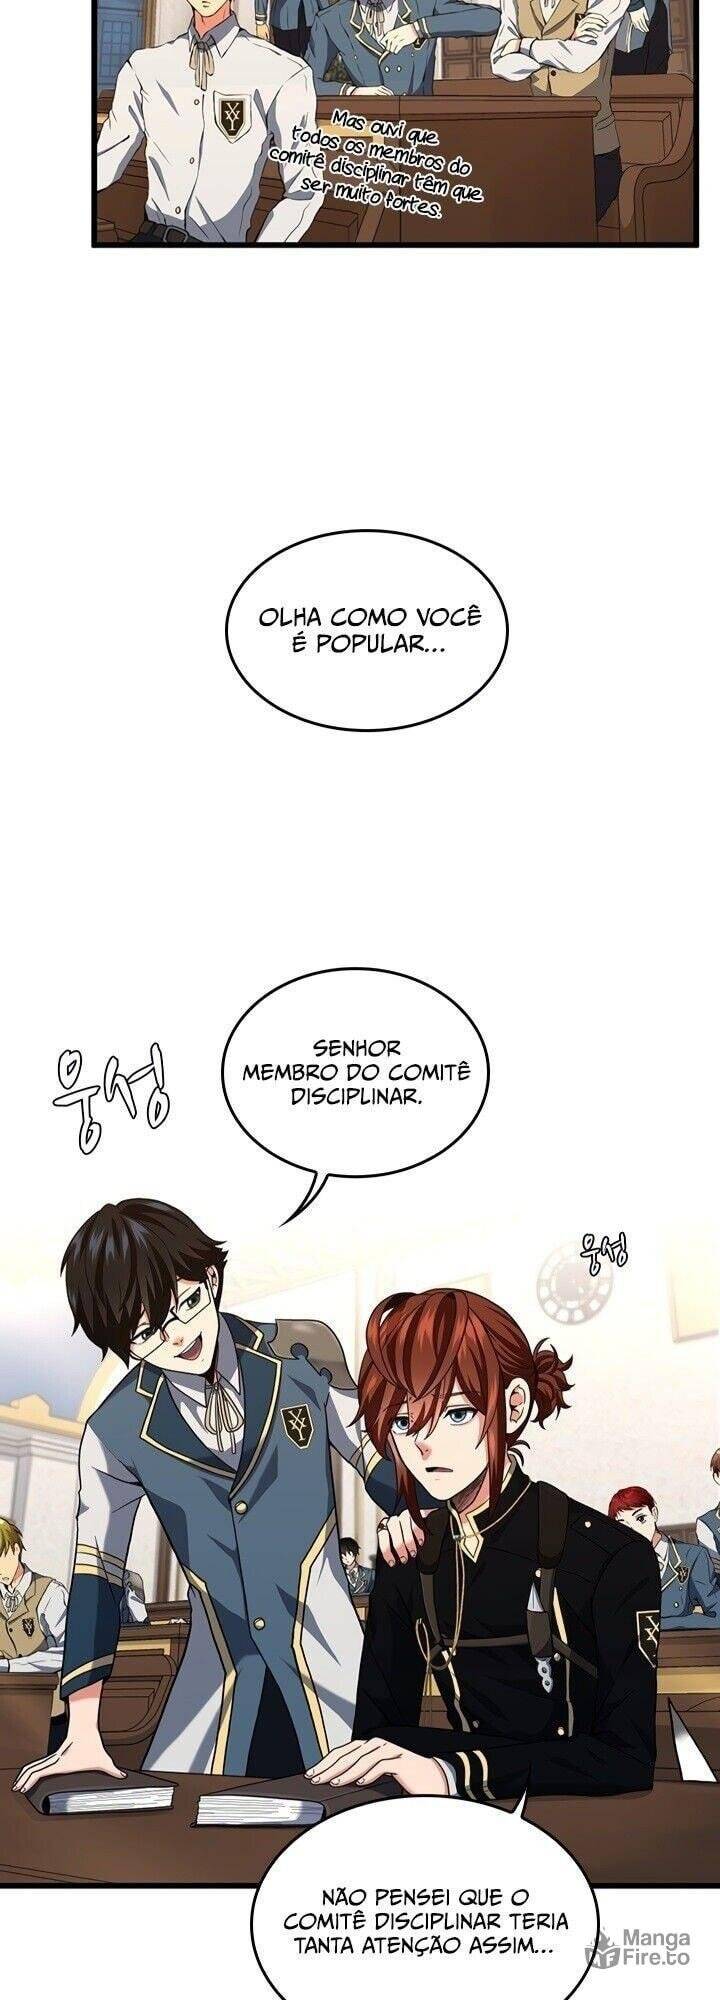 Mas ouvi que
todos os membros do
comitê disciplinar têm que
ser muito fortes.
OLHA COMO VOCÊ
É POPULAR...
SENHOR
MEMBRO DO COMITÊ
DISCIPLINAR.
웅성
웅성
NÃO PENSEI QUE O
COMITÊ DISCIPLINAR TERIA
TANTA ATENÇÃO ASSIM...
Manga
Fire.to